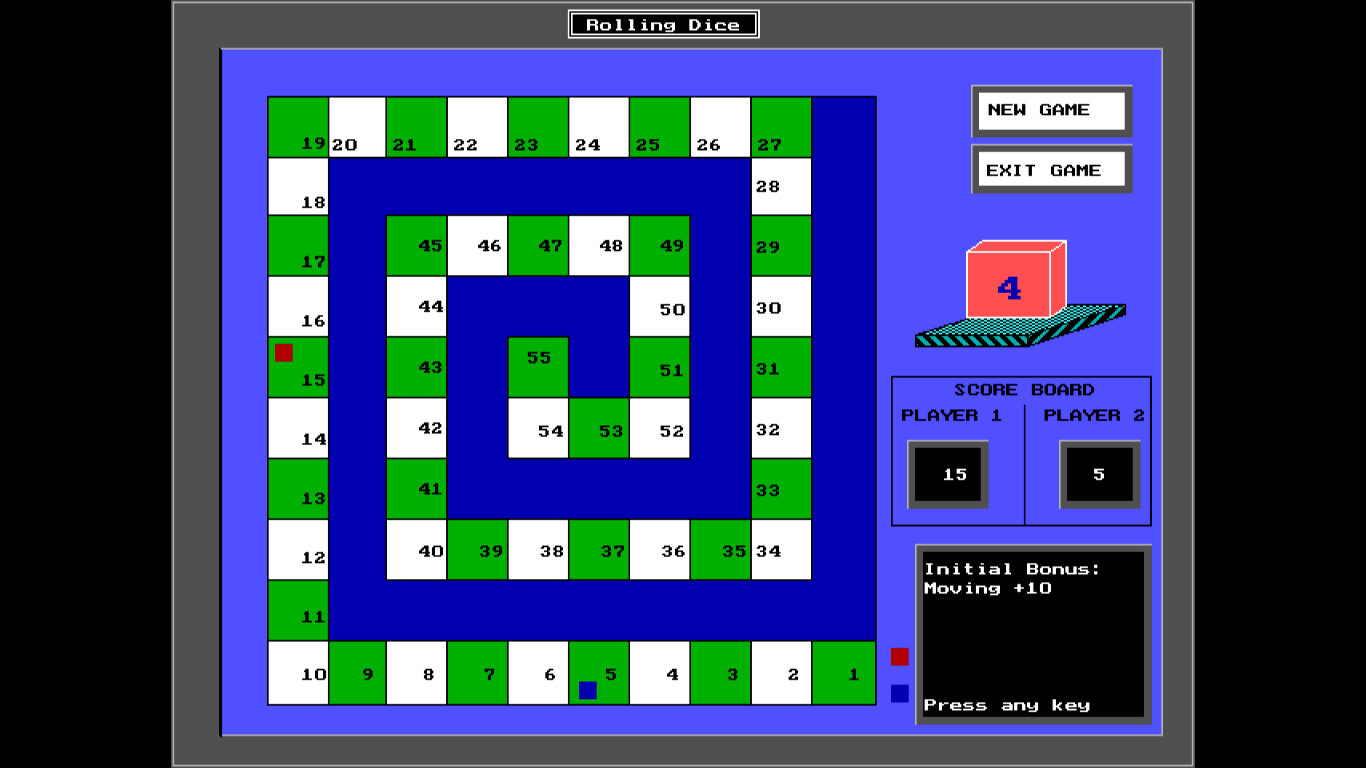 Rolling Dice
NEW GAME
EXIT GAME
19 20 21 22 23 24 25 26 27
18 28
17 45 46 47 48 49 29
16 44 50 30
15 43 55 51 31
14 42 54 53 52 32
13 41 33
12 40 39 38 37 36 35 34
11
10 9 8 7 6 5 4 3 2 1
4
SCORE BOARD
PLAYER 1 PLAYER 2
15 5
Initial Bonus:
Moving +10
Press any key